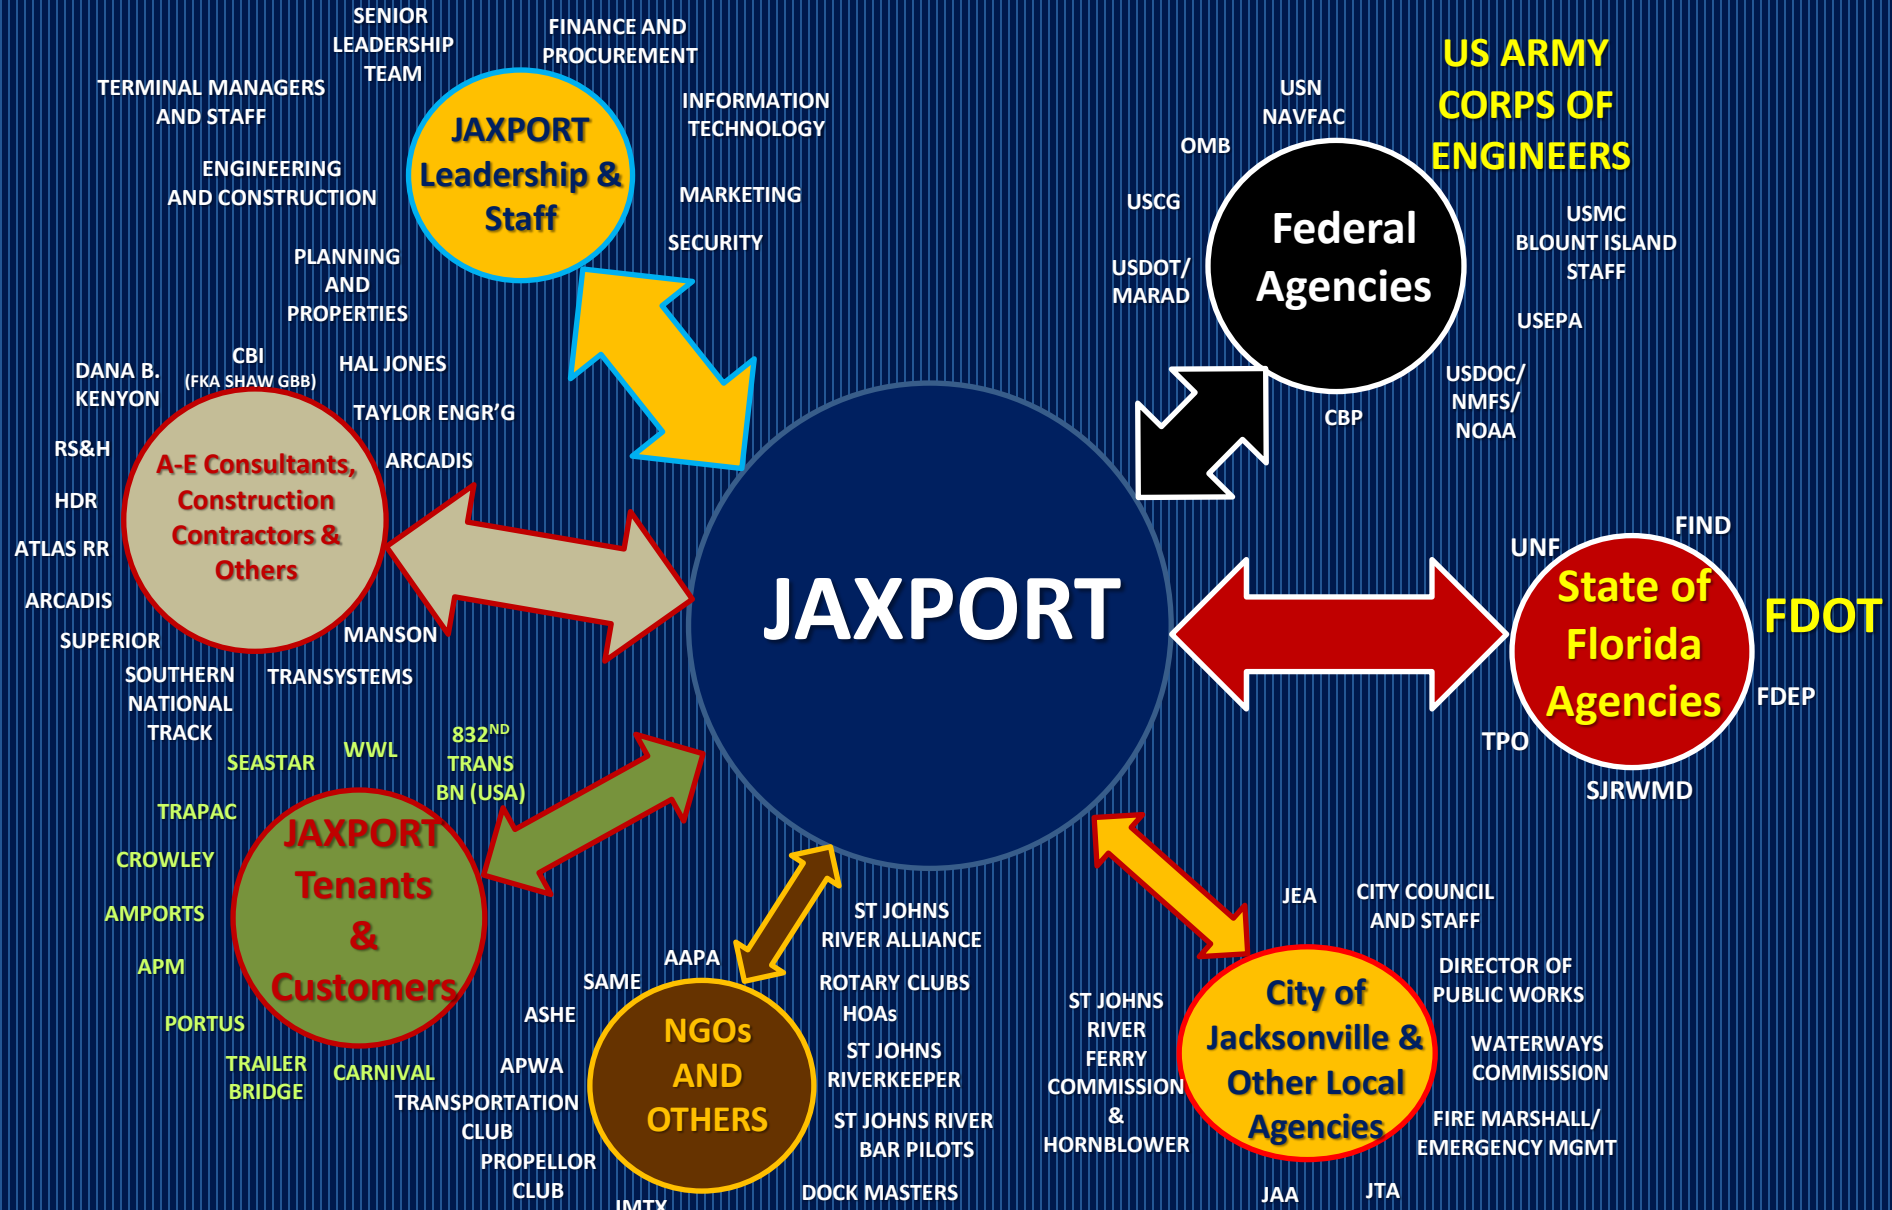 SENIOR
LEADERSHIP
TEAM
FINANCE AND
PROCUREMENT
TERMINAL MANAGERS
AND STAFF
INFORMATION
TECHNOLOGY
ENGINEERING
AND CONSTRUCTION
MARKETING
SECURITY
PLANNING
AND
PROPERTIES
JAXPORT
Leadership &
Staff
US ARMY
CORPS OF
ENGINEERS
USN
NAVFAC
OMB
USCG
USDOT/
MARAD
USMC
BLOUNT ISLAND
STAFF
USEPA
USDOC/
NMFS/
NOAA
CBP
Federal
Agencies
DANA B.
KENYON
CBI
(FKA SHAW GBB)
HAL JONES
TAYLOR ENGR'G
ARCADIS
RS&H
HDR
ATLAS RR
ARCADIS
SUPERIOR
MANSON
SOUTHERN
NATIONAL
TRACK
TRANSYSTEMS
A-E Consultants,
Construction
Contractors &
Others
JAXPORT
FIND
UNF
FDOT
FDEP
TPO
SJRWMD
State of
Florida
Agencies
832ND
TRANS
BN (USA)
WWL
SEASTAR
TRAPAC
CROWLEY
AMPORTS
APM
PORTUS
TRAILER
BRIDGE
CARNIVAL
JAXPORT
Tenants
&
Customers
AAPA
SAME
ASHE
APWA
TRANSPORTATION
CLUB
PROPELLOR
CLUB
JMTX
ST JOHNS
RIVER ALLIANCE
ROTARY CLUBS
HOAs
ST JOHNS
RIVERKEEPER
ST JOHNS RIVER
BAR PILOTS
DOCK MASTERS
NGOs
AND
OTHERS
JEA
CITY COUNCIL
AND STAFF
DIRECTOR OF
PUBLIC WORKS
WATERWAYS
COMMISSION
FIRE MARSHALL/
EMERGENCY MGMT
JTA
JAA
ST JOHNS
RIVER
FERRY
COMMISSION
&
HORNBLOWER
City of
Jacksonville &
Other Local
Agencies